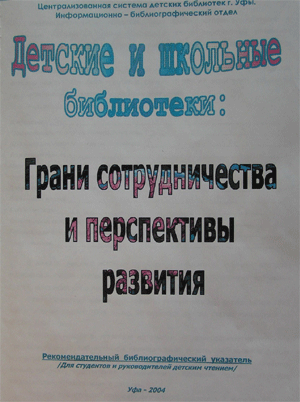 Централизованная система детских библиотек г. Уфы.
Информационно – библиографический отдел
Детские и школьные
библиотеки:
Грани сотрудничества
и перспективы
развития
Рекомендательный библиографический указатель
/Для студентов и руководителей детским чтением/
Уфа - 2004